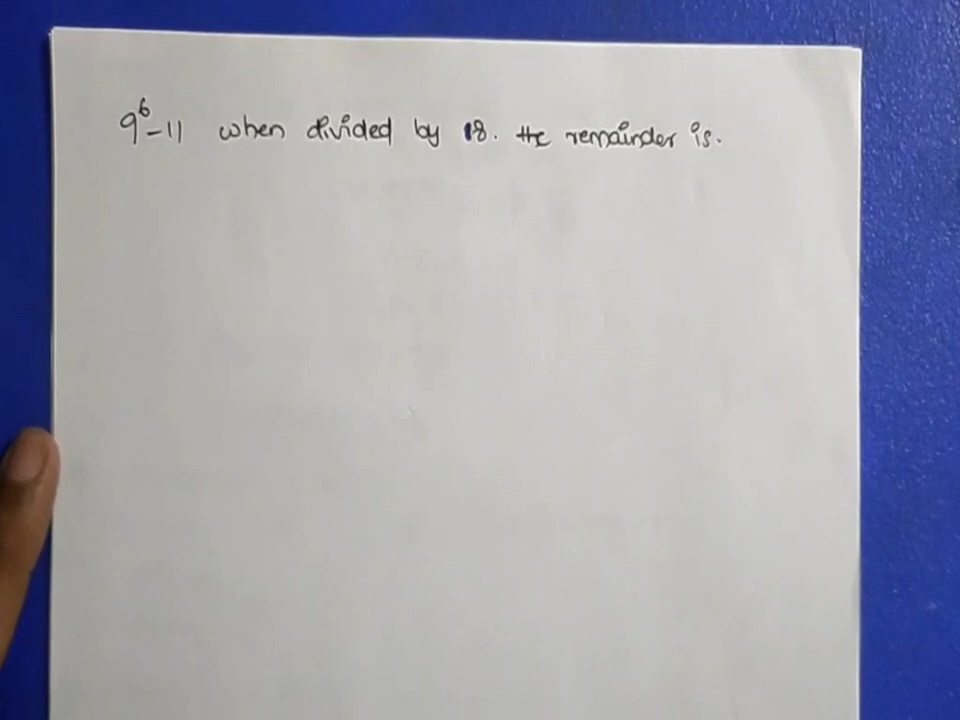 9⁶-11 when divided by 18. the remainder is.